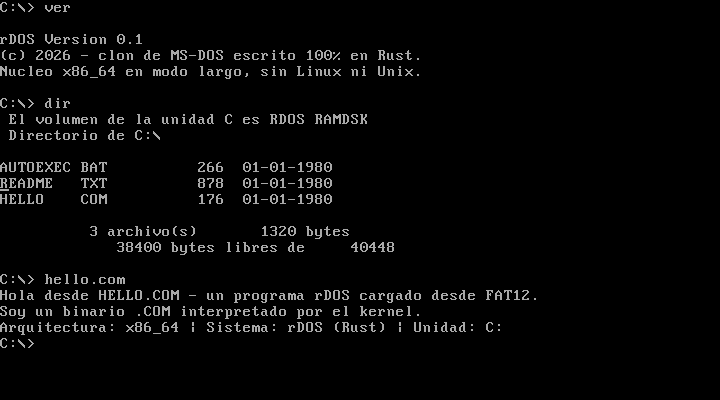 C:\> ver

rDOS Version 0.1
(c) 2026 - clon de MS-DOS escrito 100% en Rust.
Nucleo x86_64 en modo largo, sin Linux ni Unix.

C:\> dir
 El volumen de la unidad C es RDOS RAMDSK
 Directorio de C:\

AUTOEXEC BAT          266  01-01-1980
README   TXT          878  01-01-1980
HELLO    COM          176  01-01-1980

          3 archivo(s)       1320 bytes
             38400 bytes libres de     40448

C:\> hello.com
Hola desde HELLO.COM - un programa rDOS cargado desde FAT12.
Soy un binario .COM interpretado por el kernel.
Arquitectura: x86_64 | Sistema: rDOS (Rust) | Unidad: C:
C:\>